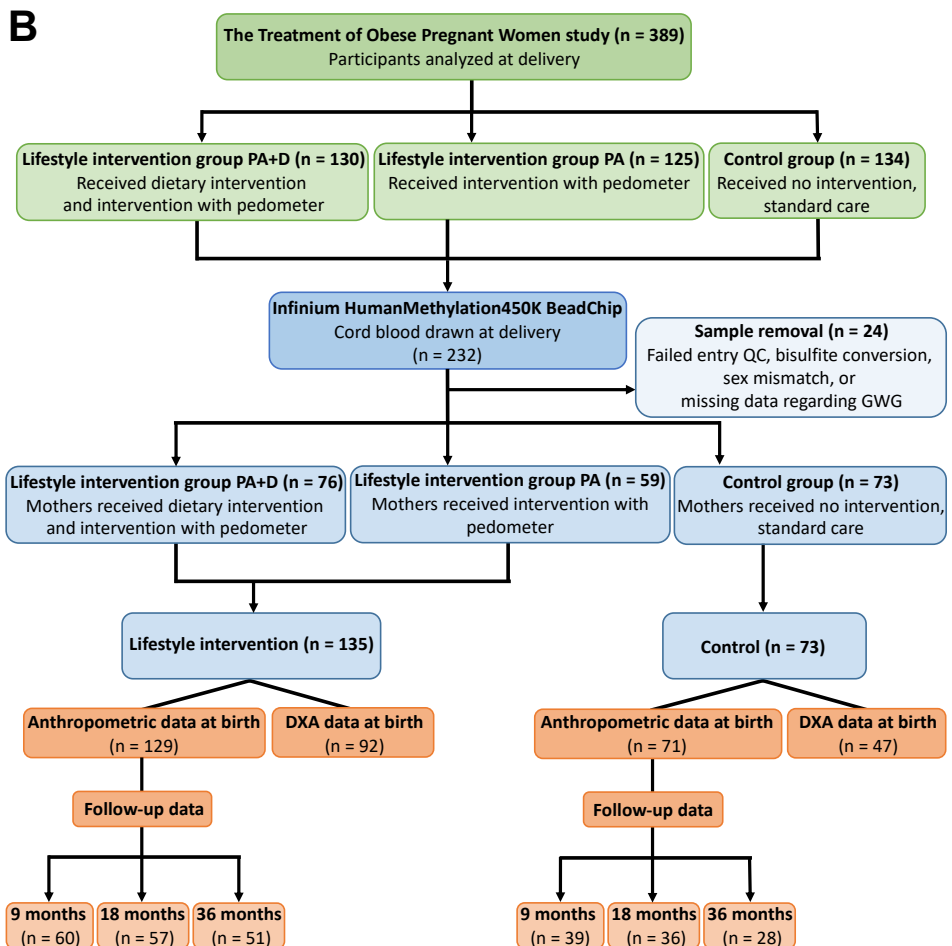 B
The Treatment of Obese Pregnant Women study (n = 389)
Participants analyzed at delivery
Lifestyle intervention group PA+D (n = 130)
Received dietary intervention
and intervention with pedometer
Lifestyle intervention group PA (n = 125)
Received intervention with pedometer
Control group (n = 134)
Received no intervention,
standard care
Infinium HumanMethylation450K BeadChip
Cord blood drawn at delivery
(n = 232)
Sample removal (n = 24)
Failed entry QC, bisulfite conversion,
sex mismatch, or
missing data regarding GWG
Lifestyle intervention group PA+D (n = 76)
Mothers received dietary intervention
and intervention with pedometer
Lifestyle intervention group PA (n = 59)
Mothers received intervention with
pedometer
Control group (n = 73)
Mothers received no intervention,
standard care
Lifestyle intervention (n = 135)
Control (n = 73)
Anthropometric data at birth
(n = 129)
DXA data at birth
(n = 92)
Anthropometric data at birth
(n = 71)
DXA data at birth
(n = 47)
Follow-up data
Follow-up data
9 months
(n = 60)
18 months
(n = 57)
36 months
(n = 51)
9 months
(n = 39)
18 months
(n = 36)
36 months
(n = 28)